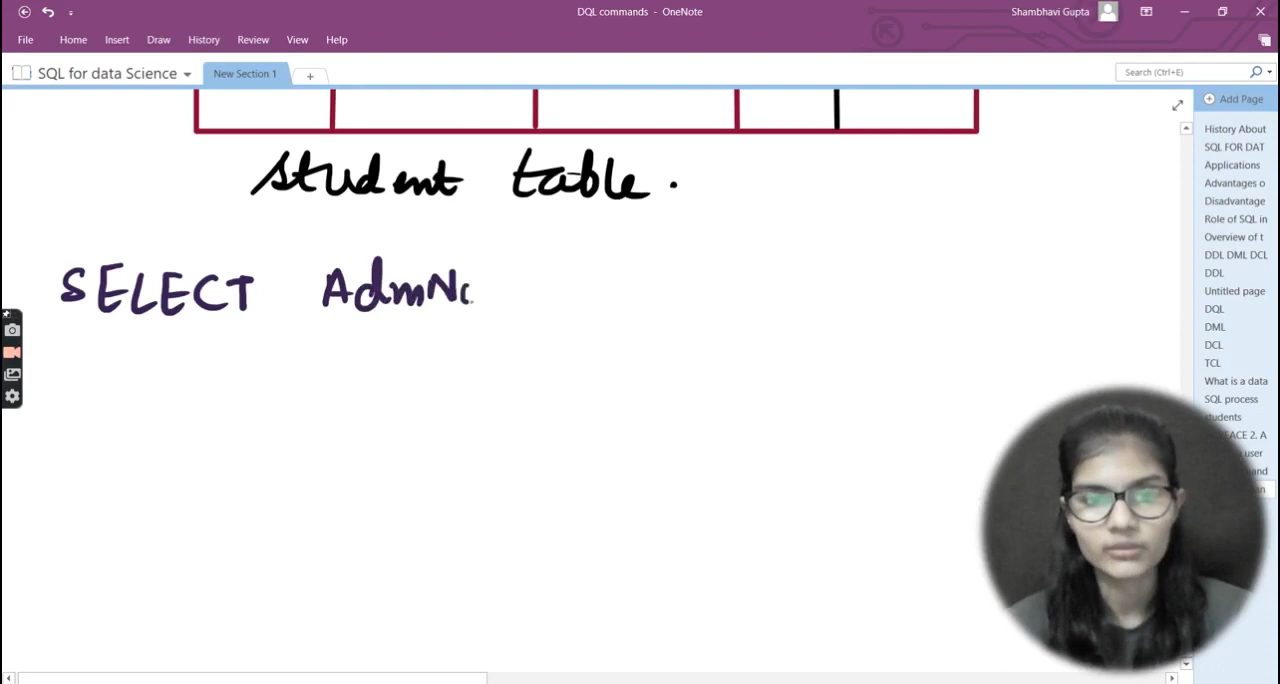 DQL commands - OneNote
Shambhavi Gupta
File Home Insert Draw History Review View Help
SQL for data Science
New Section 1
Search (Ctrl+E)
Add Page
student table.
SELECT AdmNo
History About
SQL FOR DAT
Applications
Advantages o
Disadvantage
Role of SQL in
Overview of t
DDL DML DCL
DDL
Untitled page
DQL
DML
DCL
TCL
What is a data
SQL process
students
ACE 2. A
user